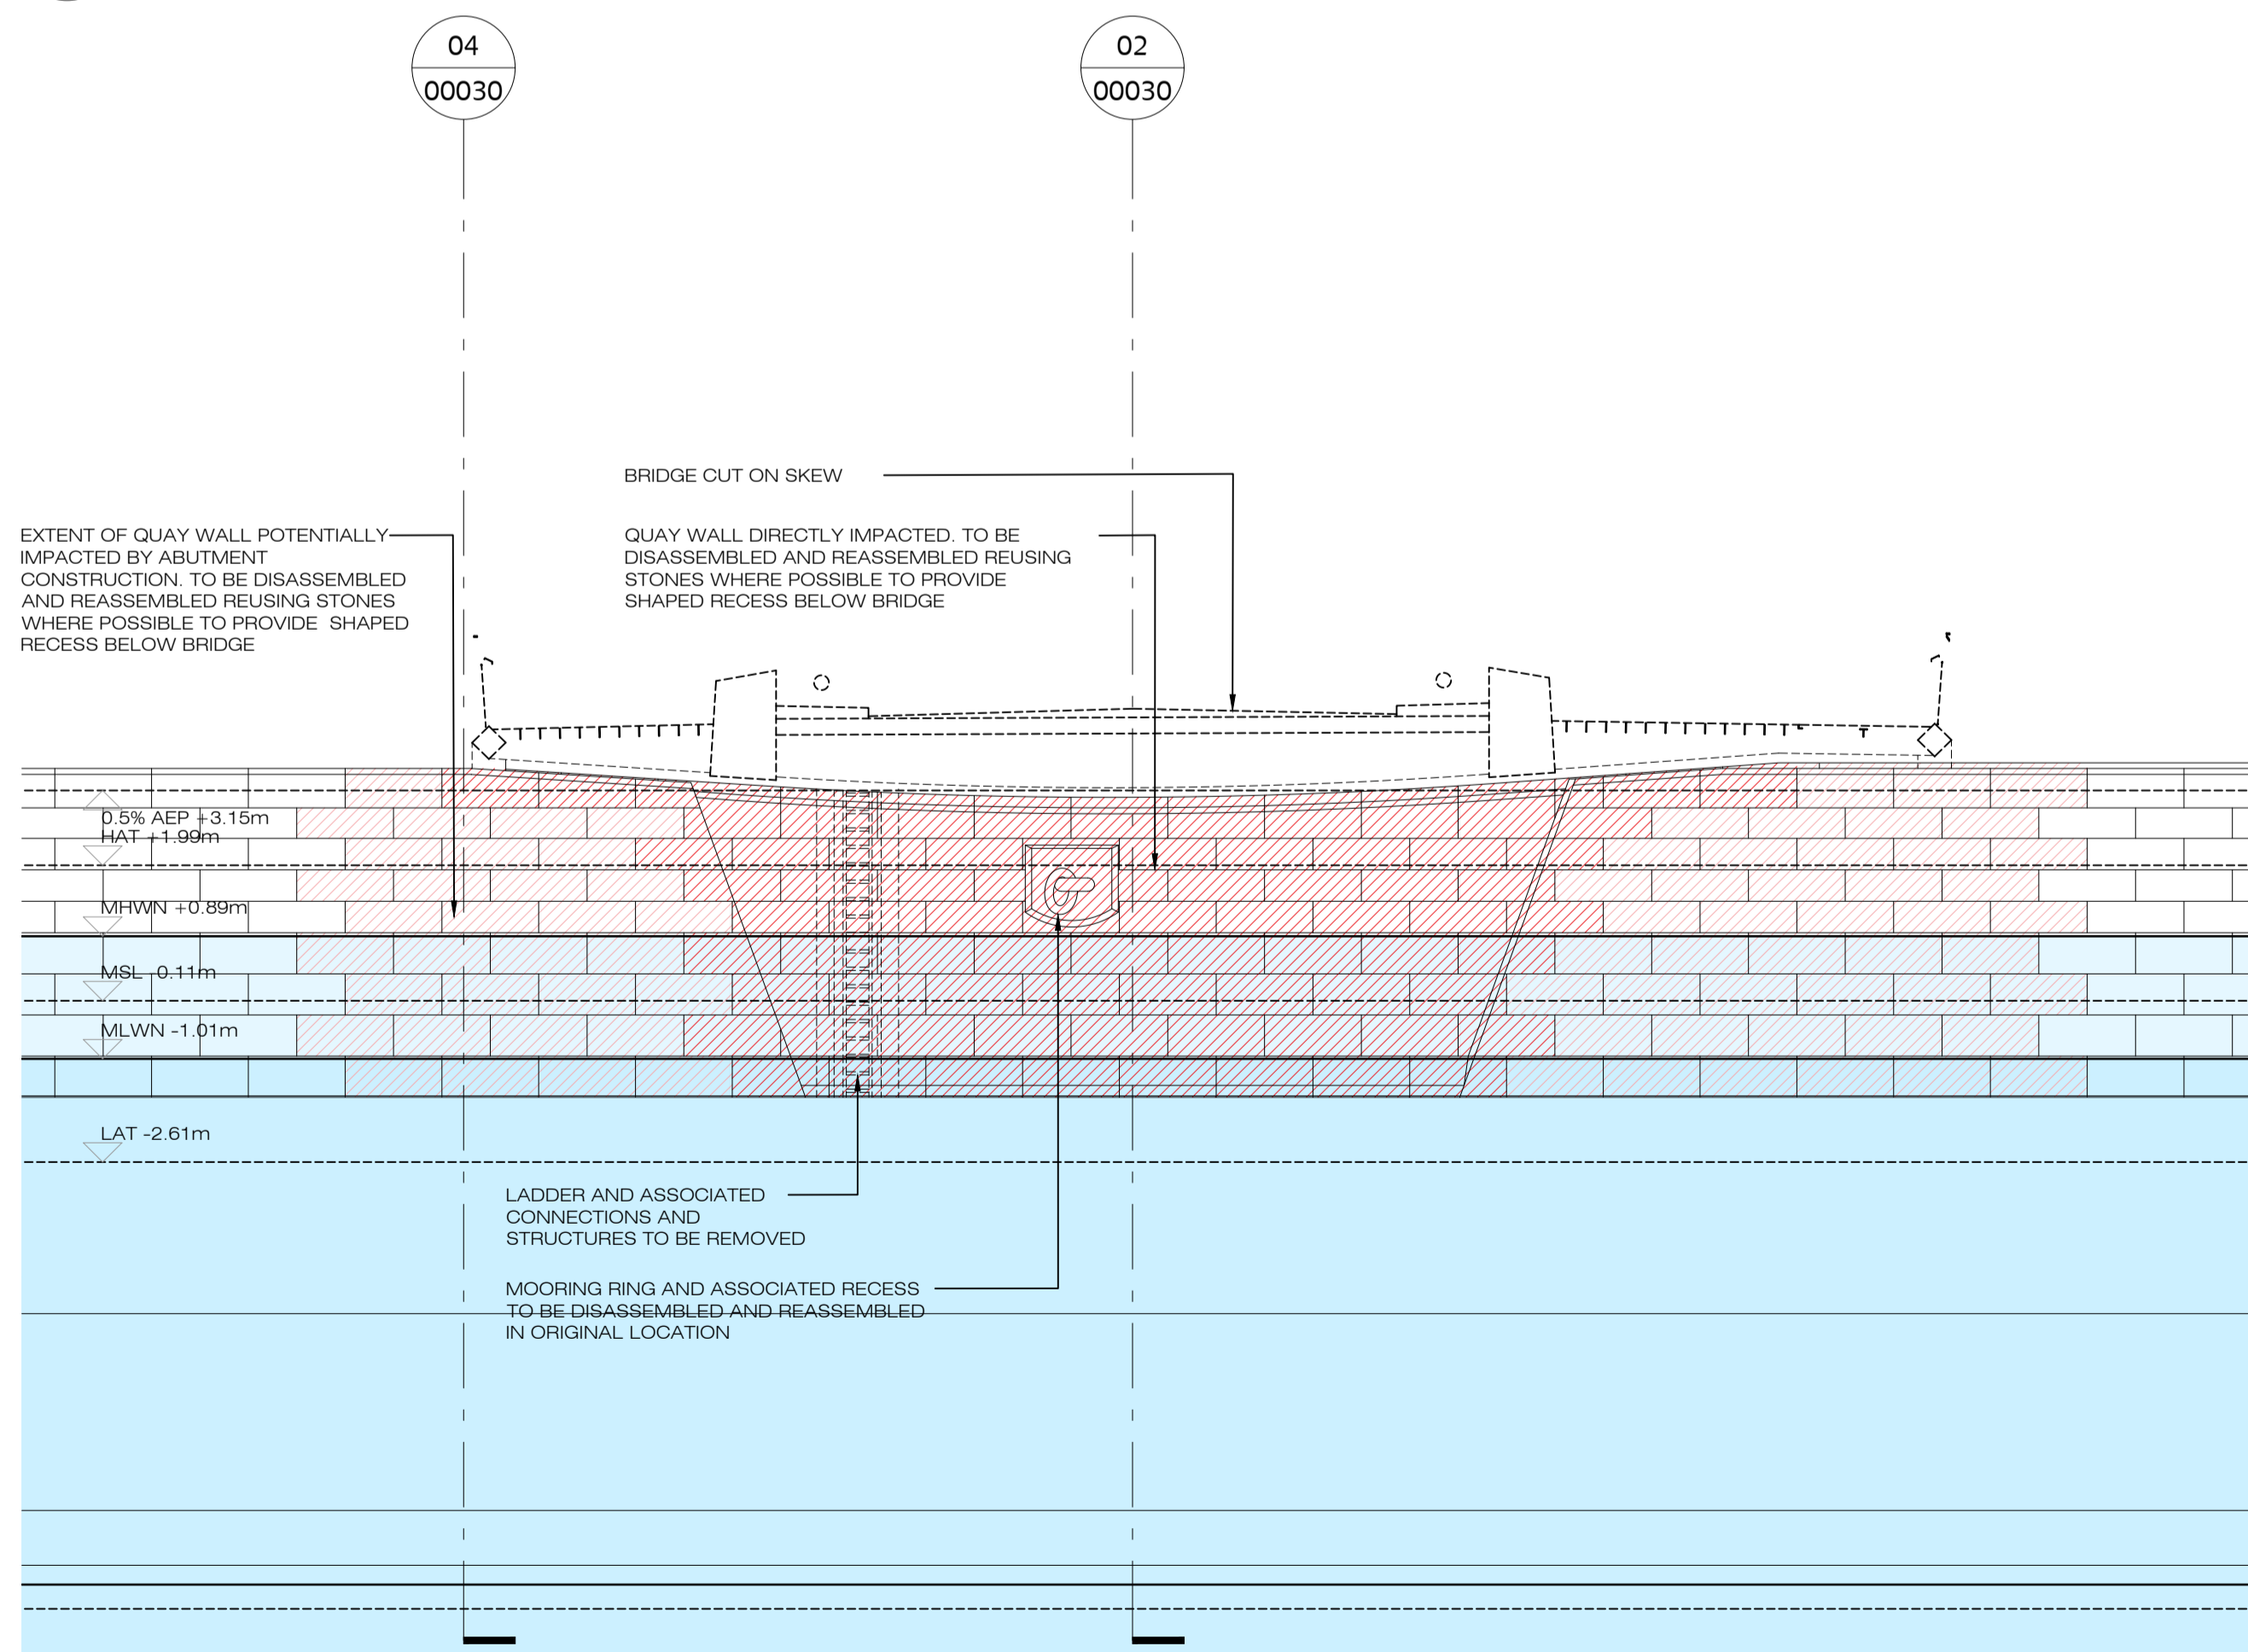 04
00030
02
00030
BRIDGE CUT ON SKEW
EXTENT OF QUAY WALL POTENTIALLY
IMPACTED BY ABUTMENT
CONSTRUCTION. TO BE DISASSEMBLED
AND REASSEMBLED REUSING STONES
WHERE POSSIBLE TO PROVIDE SHAPED
RECESS BELOW BRIDGE
QUAY WALL DIRECTLY IMPACTED. TO BE
DISASSEMBLED AND REASSEMBLED REUSING
STONES WHERE POSSIBLE TO PROVIDE
SHAPED RECESS BELOW BRIDGE
0.5% AEP +3.15m
HAT +1.99m
MHWN +0.89m
MSL -0.11m
MLWN -1.01m
LAT -2.61m
LADDER AND ASSOCIATED
CONNECTIONS AND
STRUCTURES TO BE REMOVED
MOORING RING AND ASSOCIATED RECESS
TO BE DISASSEMBLED AND REASSEMBLED
IN ORIGINAL LOCATION